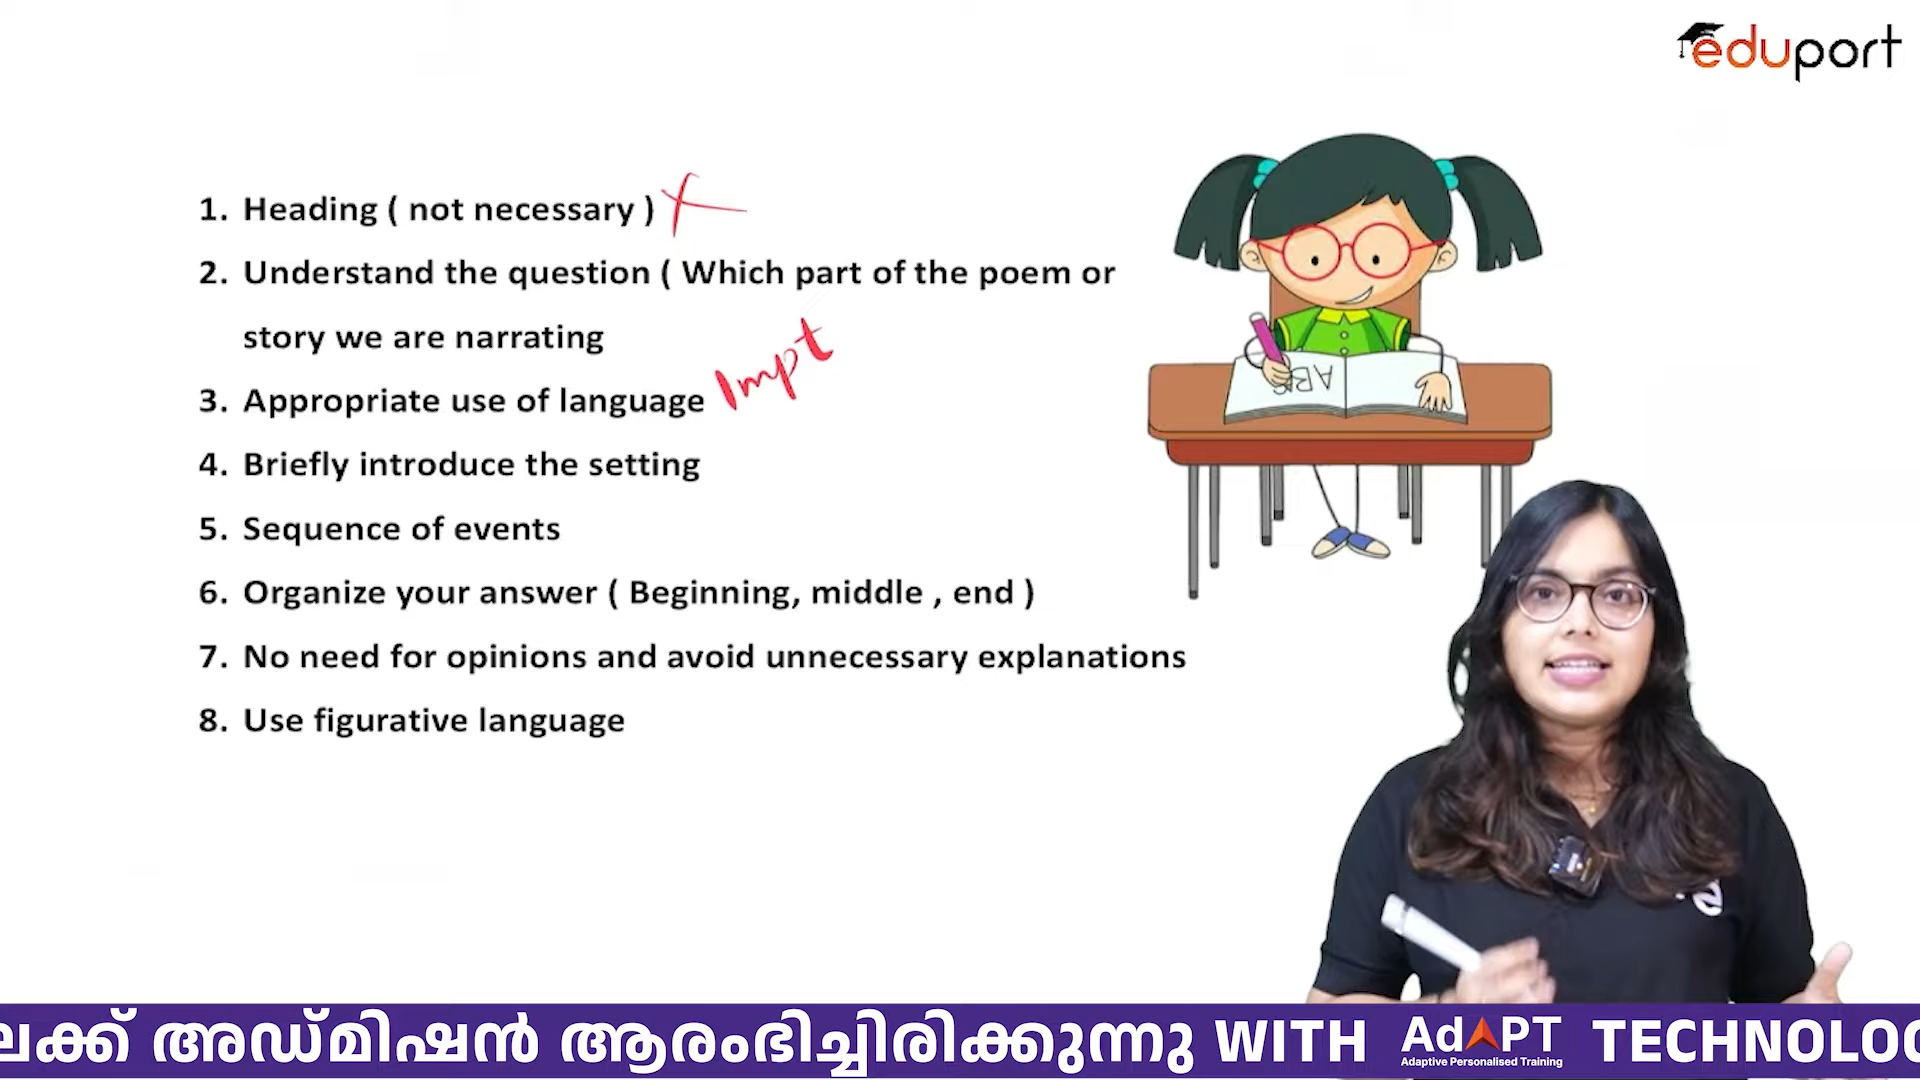 eduport
1. Heading ( not necessary ) X
2. Understand the question ( Which part of the poem or
story we are narrating
Impt
3. Appropriate use of language
4. Briefly introduce the setting
5. Sequence of events
6. Organize your answer ( Beginning, middle , end )
7. No need for opinions and avoid unnecessary explanations
8. Use figurative language
ABC
ലക്ക് അഡ്മിഷൻ ആരംഭിച്ചിരിക്കുന്നു WITH AdAPT TECHNOLO
Adaptive Personalised Training